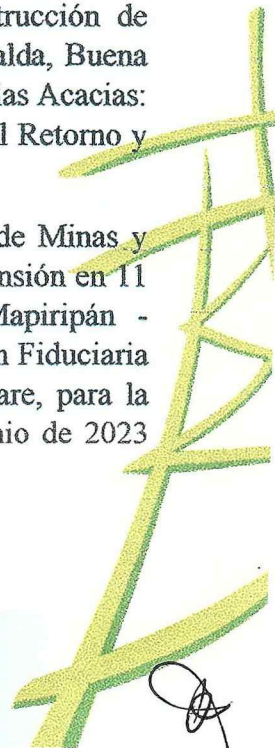 trucción de
alda, Buena
las Acacias:
l Retorno y
de Minas y
nsión en 11
Mapiripán -
n Fiduciaria
are, para la
nio de 2023